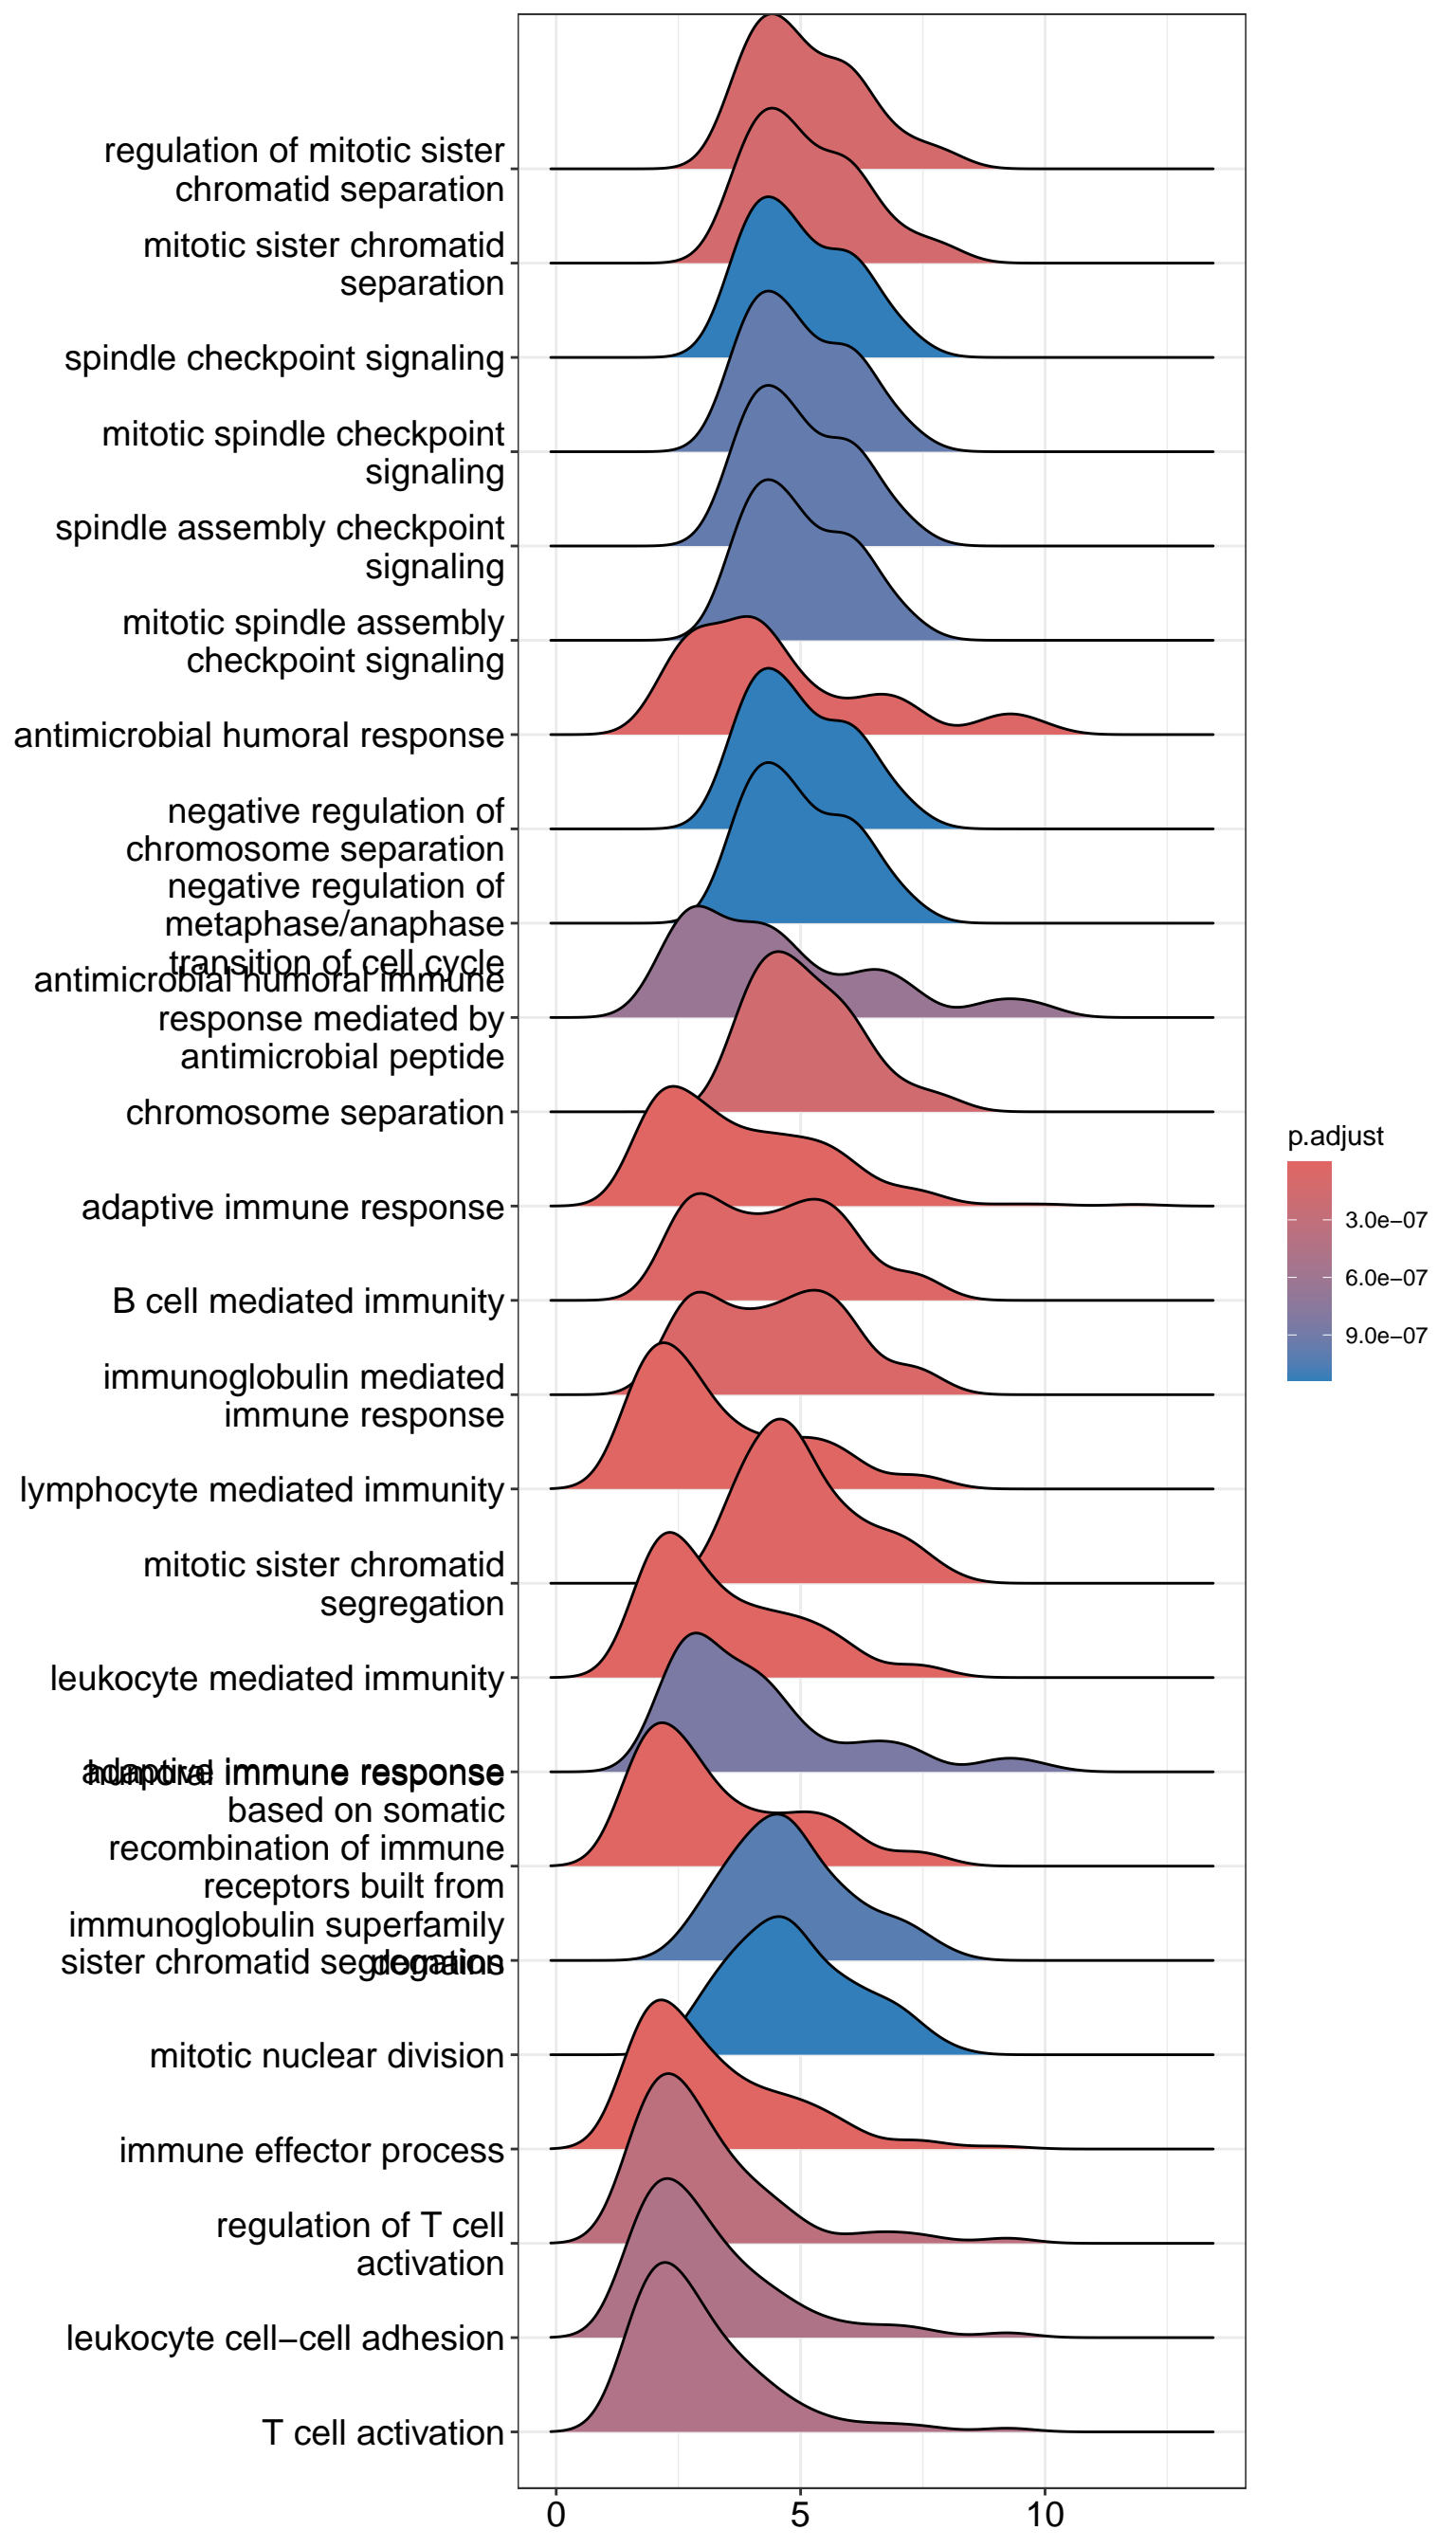 regulation of mitotic sister
chromatid separation
mitotic sister chromatid
separation
spindle checkpoint signaling
mitotic spindle checkpoint
signaling
spindle assembly checkpoint
signaling
mitotic spindle assembly
checkpoint signaling
antimicrobial humoral response
negative regulation of
chromosome separation
negative regulation of
metaphase/anaphase
transition of cell cycle
antimicrobial humoral immune
response mediated by
antimicrobial peptide
chromosome separation
p.adjust
adaptive immune response
3.0e−07
6.0e−07
B cell mediated immunity
9.0e−07
immunoglobulin mediated
immune response
lymphocyte mediated immunity
mitotic sister chromatid
segregation
leukocyte mediated immunity
humoral immune response
adaptive immune response
based on somatic
recombination of immune
receptors built from
immunoglobulin superfamily
domains
sister chromatid segregation
mitotic nuclear division
immune effector process
regulation of T cell
activation
leukocyte cell−cell adhesion
T cell activation
0 5 10